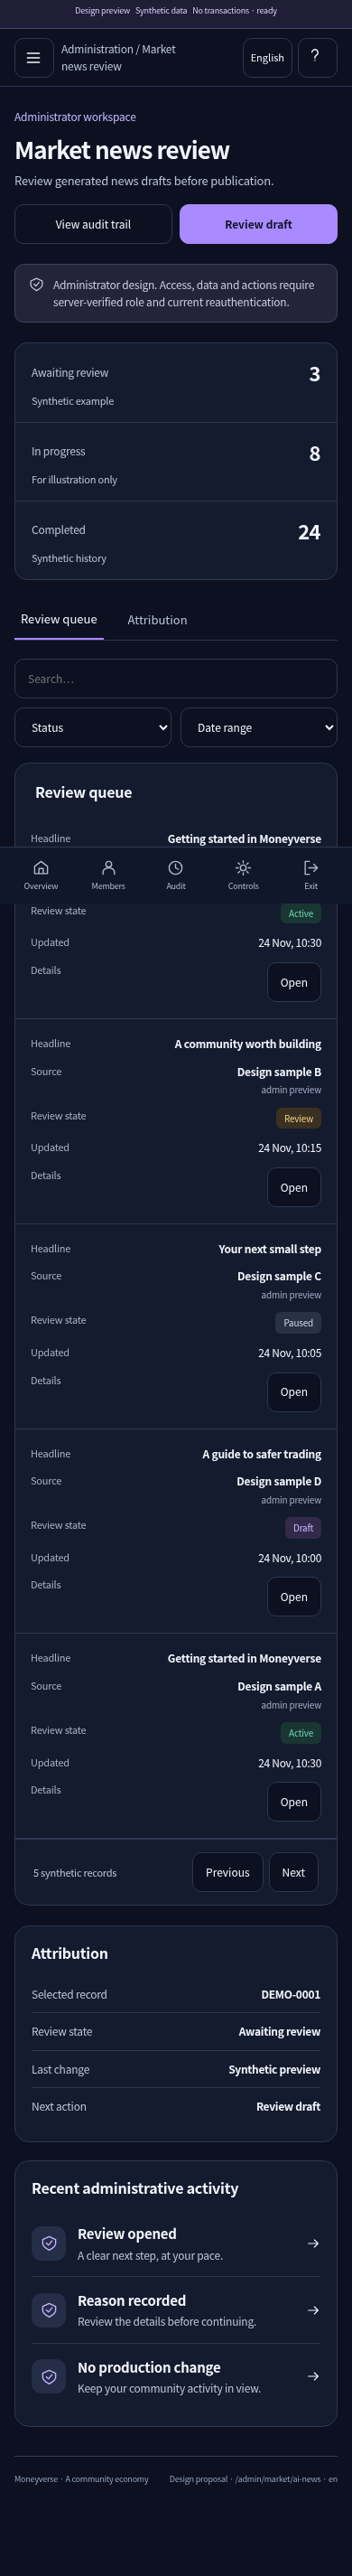 Design preview Synthetic data No transactions · ready
Administration / Market
news review
English
?
Administrator workspace
Market news review
Review generated news drafts before publication.
View audit trail
Review draft
Administrator design. Access, data and actions require
server-verified role and current reauthentication.
Awaiting review
3
Synthetic example
In progress
8
For illustration only
Completed
24
Synthetic history
Review queue
Attribution
Search...
Status
Date range
Review queue
Headline
Getting started in Moneyverse
Overview
Members
Audit
Controls
Exit
Review state
Active
Updated
24 Nov, 10:30
Details
Open
Headline
A community worth building
Source
Design sample B
admin preview
Review state
Review
Updated
24 Nov, 10:15
Details
Open
Headline
Your next small step
Source
Design sample C
admin preview
Review state
Paused
Updated
24 Nov, 10:05
Details
Open
Headline
A guide to safer trading
Source
Design sample D
admin preview
Review state
Draft
Updated
24 Nov, 10:00
Details
Open
Headline
Getting started in Moneyverse
Source
Design sample A
admin preview
Review state
Active
Updated
24 Nov, 10:30
Details
Open
5 synthetic records
Previous
Next
Attribution
Selected record
DEMO-0001
Review state
Awaiting review
Last change
Synthetic preview
Next action
Review draft
Recent administrative activity
Review opened
A clear next step, at your pace.
Reason recorded
Review the details before continuing.
No production change
Keep your community activity in view.
Moneyverse · A community economy
Design proposal · /admin/market/ai-news · en